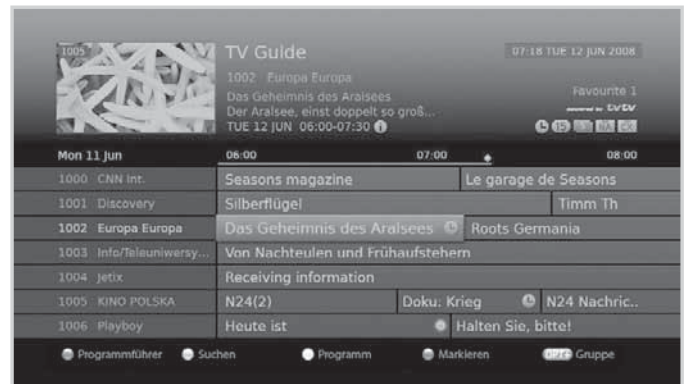 1005
TV Guide
07:18 TUE 12 JUN 2008
1002 Europa Europa
Das Geheimnis des Aralsees
Favourite 1
Der Aralsee, einst doppelt so groß...
powered by tvtv
TUE 12 JUN 06:00-07:30
15
Mon 11 Jun 06:00 07:00 08:00
1000 CNN Int. Seasons magazine Le garage de Seasons
1001 Discovery Silberflügel Timm Th
1002 Europa Europa Das Geheimnis des Aralsees Roots Germania
1003 Info/Teleuniwersy... Von Nachteulen und Frühaufstehern
1004 Jetix Receiving information
1005 KINO POLSKA N24(2) Doku: Krieg N24 Nachric..
1006 Playboy Heute ist Halten Sie, bitte!
Programmführer Suchen Programm Markieren OPT+ Gruppe